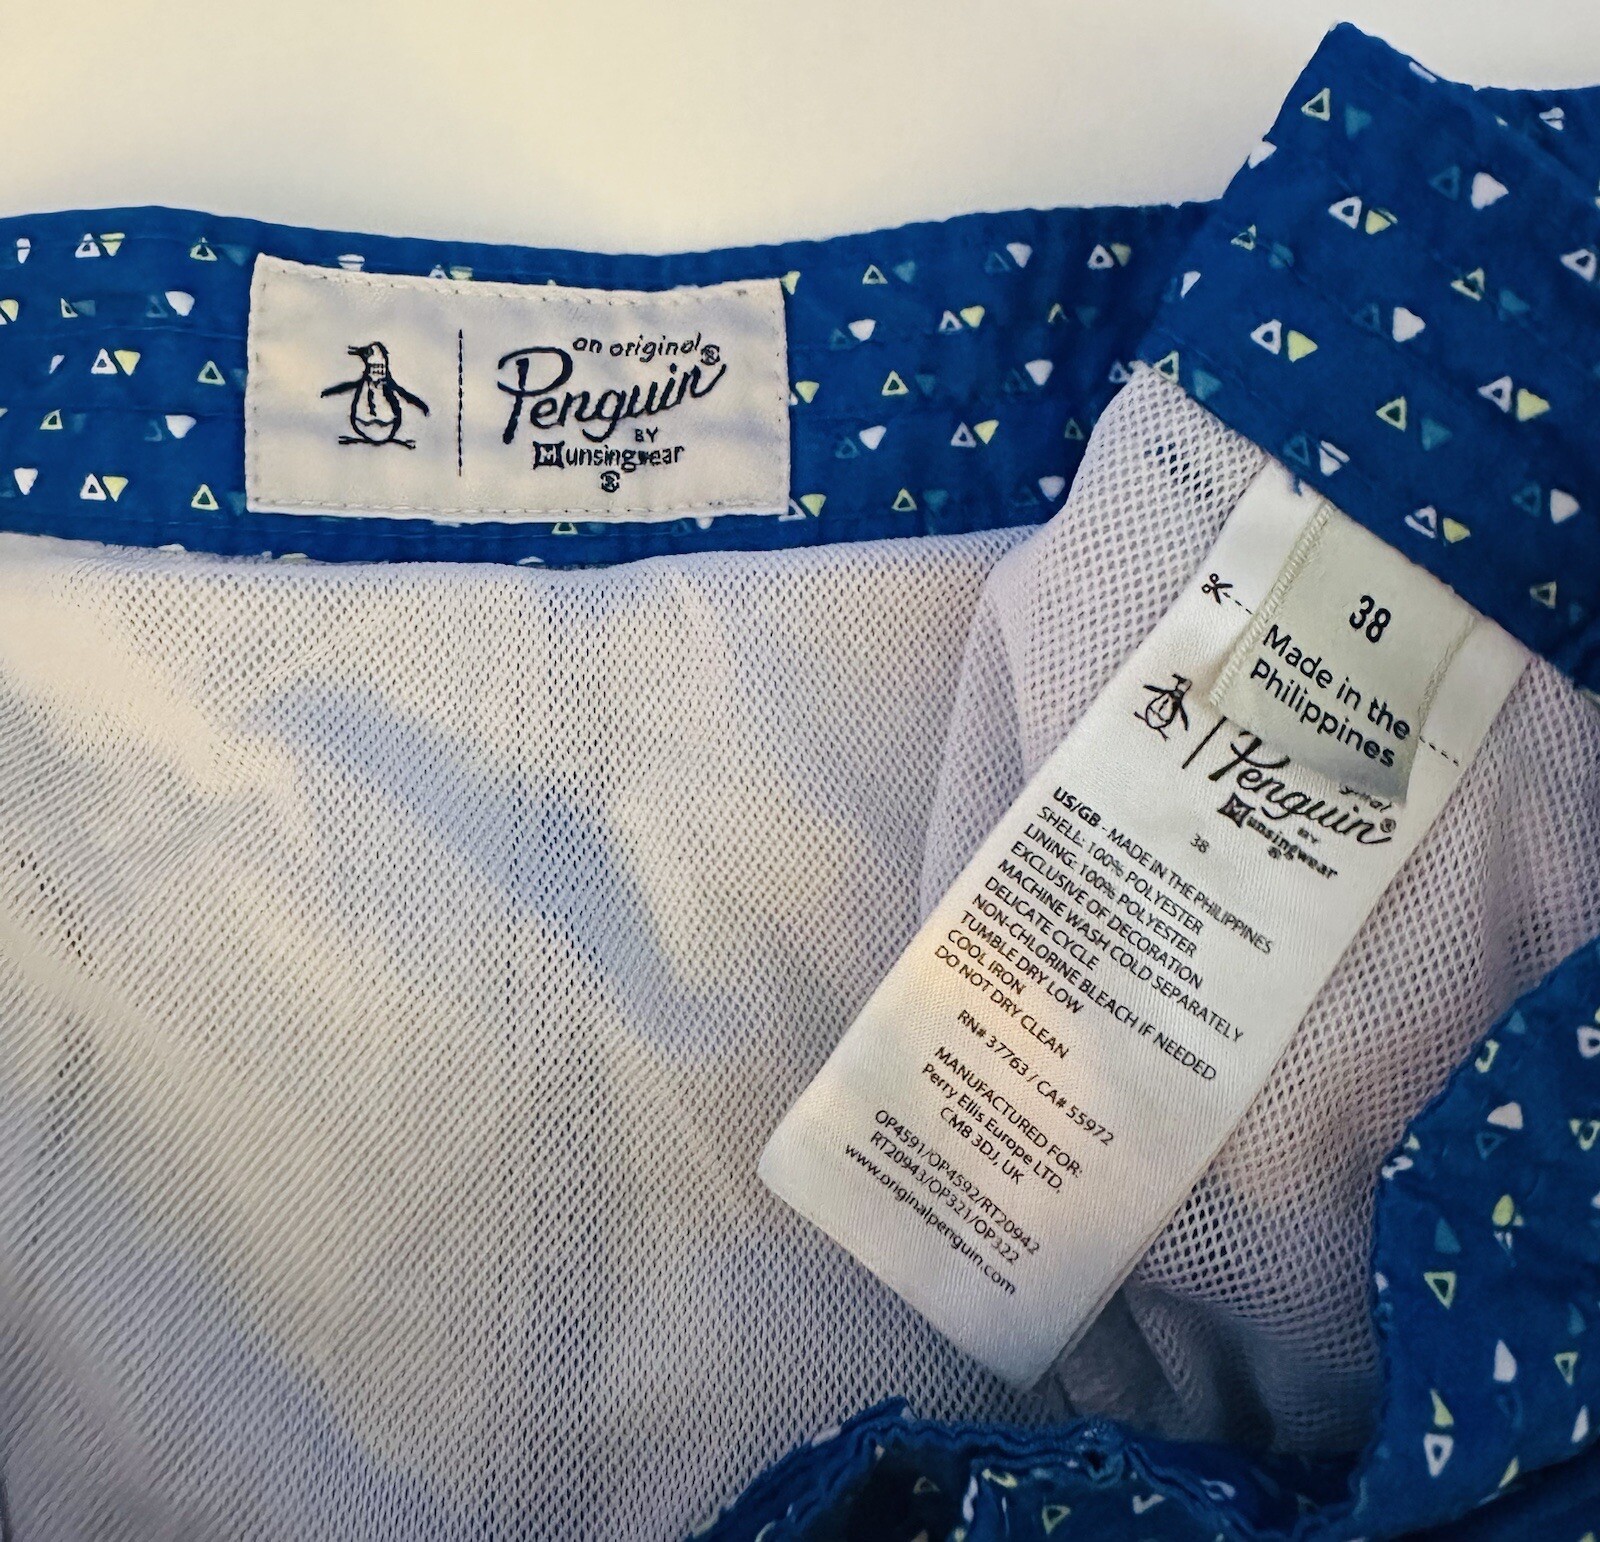 an original®
Penguin
BY
Munsingwear
®
38
Made in the
Philippines
ginal
Penguin®
BY
Munsingwear
®
38
US/GB - MADE IN THE PHILIPPINES
SHELL: 100% POLYESTER
LINING: 100% POLYESTER
EXCLUSIVE OF DECORATION
MACHINE WASH COLD SEPARATELY
DELICATE CYCLE
NON-CHLORINE BLEACH IF NEEDED
TUMBLE DRY LOW
COOL IRON
DO NOT DRY CLEAN
RN# 37763 / CA# 55972
MANUFACTURED FOR:
Perry Ellis Europe LTD,
CM8 3DJ, UK
OP4591/OP4592/RT20942
RT20943/OP321/OP322
www.originalpenguin.com